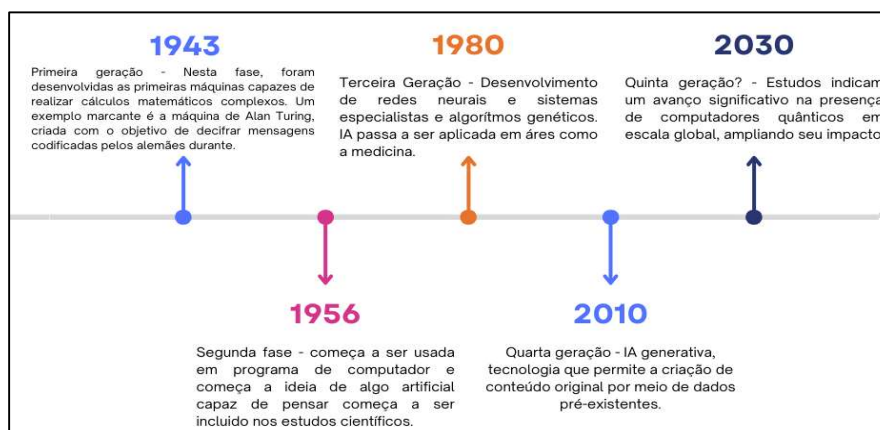 1943
Primeira geração - Nesta fase, foram
desenvolvidas as primeiras máquinas capazes de
realizar cálculos matemáticos complexos. Um
exemplo marcante é a máquina de Alan Turing,
criada com o objetivo de decifrar mensagens
codificadas pelos alemães durante.
1980
Terceira Geração - Desenvolvimento
de redes neurais e sistemas
especialistas e algorítmos genéticos.
IA passa a ser aplicada em áres como
a medicina.
2030
Quinta geração? - Estudos indicam
um avanço significativo na presença
de computadores quânticos em
escala global, ampliando seu impacto
1956
Segunda fase - começa a ser usada
em programa de computador e
começa a ideia de algo artificial
capaz de pensar começa a ser
incluido nos estudos científicos.
2010
Quarta geração - IA generativa,
tecnologia que permite a criação de
conteúdo original por meio de dados
pré-existentes.